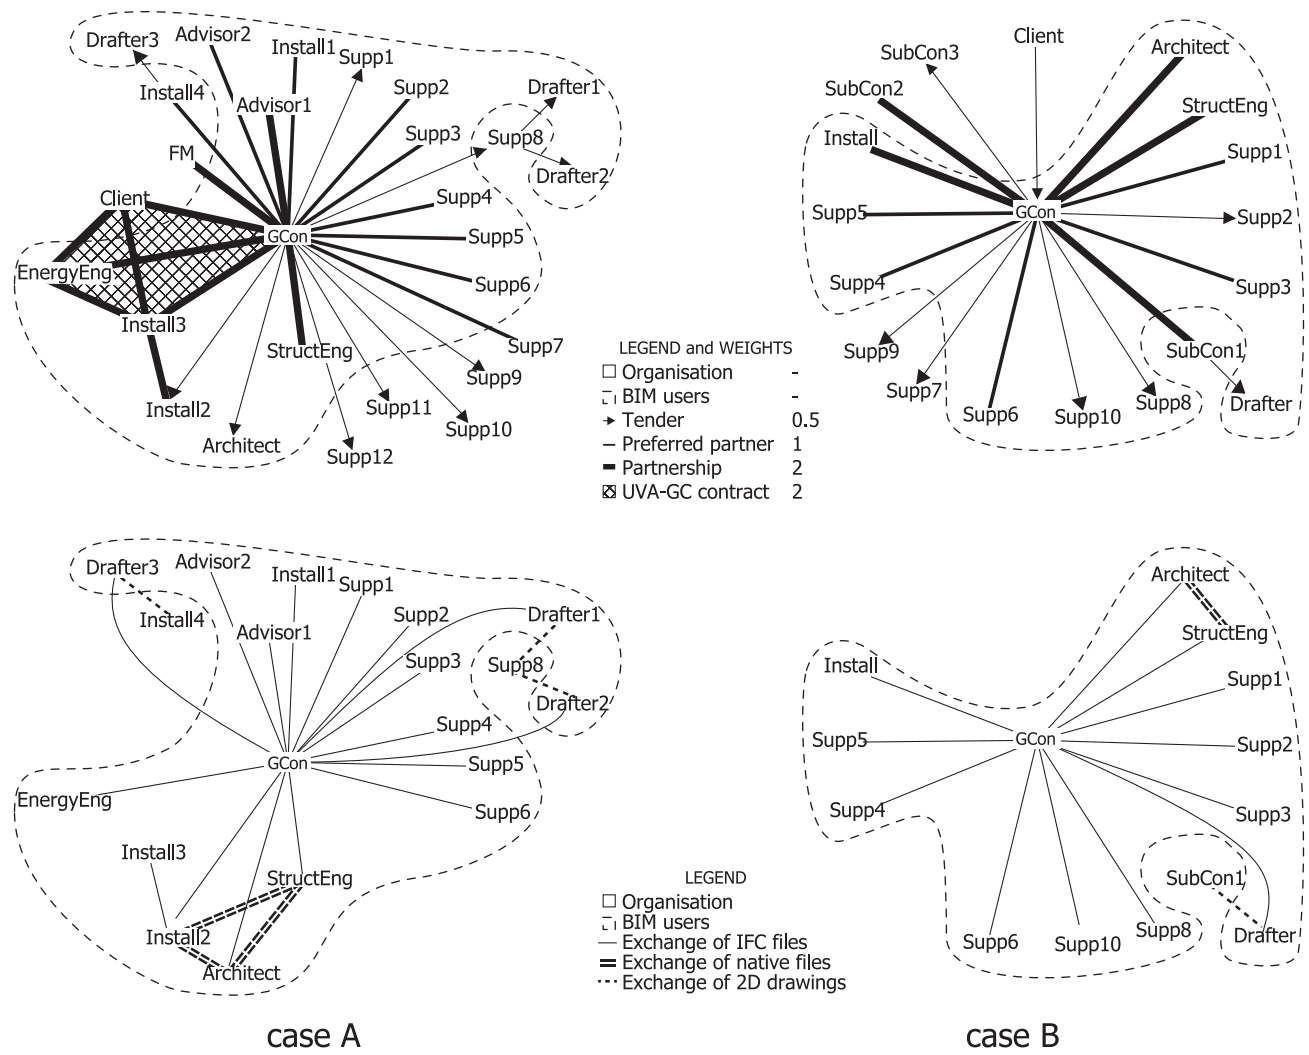 Drafter3
Advisor2
Install1
Supp1
Install4
Advisor1
Supp2
Drafter1
Supp3
Supp8
FM
Drafter2
Client
Supp4
GCon
Supp5
EnergyEng
Supp6
Install3
StructEng
Supp7
Supp9
Install2
Supp11
Architect
Supp10
Supp12
SubCon3
Client
Architect
SubCon2
StructEng
Install
Supp1
Supp5
GCon
Supp2
Supp4
Supp3
Supp9
SubCon1
Supp7
Supp8
Drafter
Supp6
Supp10
LEGEND and WEIGHTS
Organisation -
BIM users -
Tender 0.5
Preferred partner 1
Partnership 2
UVA-GC contract 2
Drafter3
Advisor2
Install1
Supp1
Install4
Advisor1
Supp2
Drafter1
Supp3
Supp8
Drafter2
Supp4
GCon
Supp5
EnergyEng
Supp6
Install3
StructEng
Install2
Architect
Architect
StructEng
Install
Supp1
Supp5
GCon
Supp2
Supp4
Supp3
SubCon1
Supp8
Drafter
Supp6
Supp10
LEGEND
Organisation
BIM users
Exchange of IFC files
Exchange of native files
Exchange of 2D drawings
case A
case B